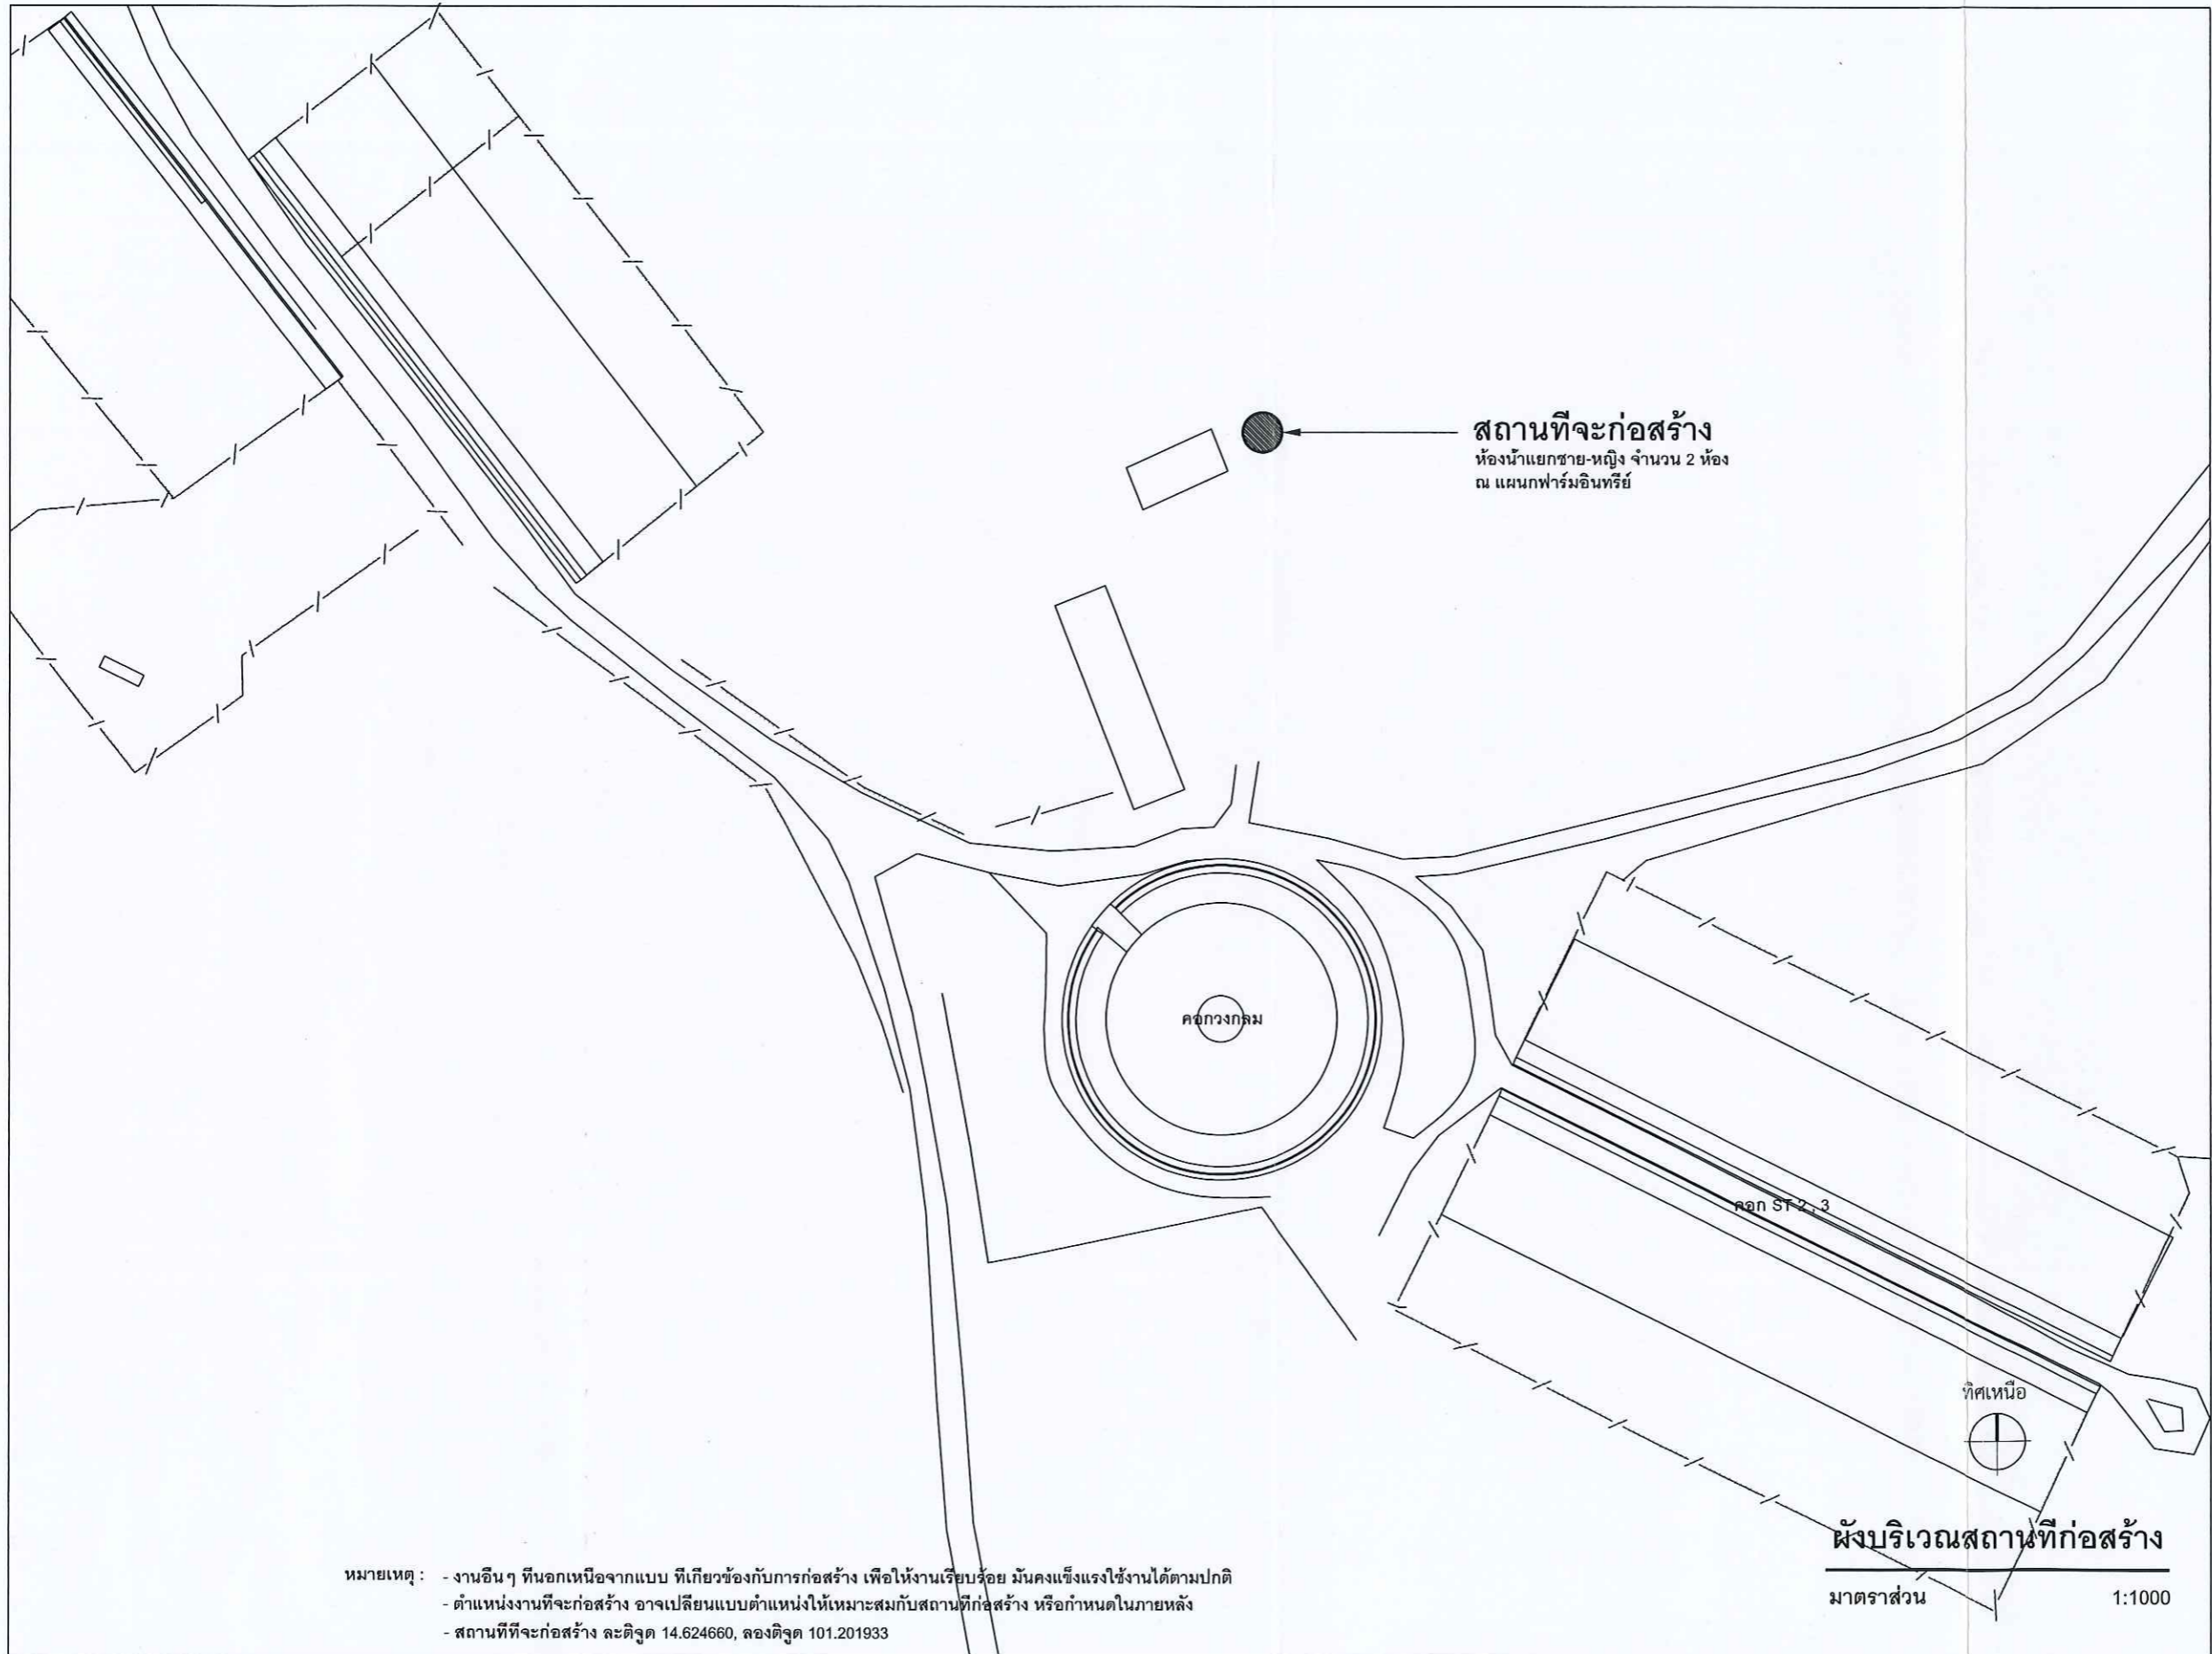 สถานที่จะก่อสร้าง
ห้องน้ำแยกชาย-หญิง จำนวน 2 ห้อง
ณ แผนกฟาร์มอินทรีย์
คอกวงกลม
คอก ST 2 , 3
ทิศเหนือ
ผังบริเวณสถานที่ก่อสร้าง
มาตราส่วน 1:1000
หมายเหตุ : - งานอื่น ๆ ที่นอกเหนือจากแบบ ที่เกี่ยวข้องกับการก่อสร้าง เพื่อให้งานเรียบร้อย มั่นคงแข็งแรงใช้งานได้ตามปกติ
- ตำแหน่งงานที่จะก่อสร้าง อาจเปลี่ยนแบบตำแหน่งให้เหมาะสมกับสถานที่ก่อสร้าง หรือกำหนดในภายหลัง
- สถานที่ที่จะก่อสร้าง ละติจูด 14.624660, ลองติจูด 101.201933